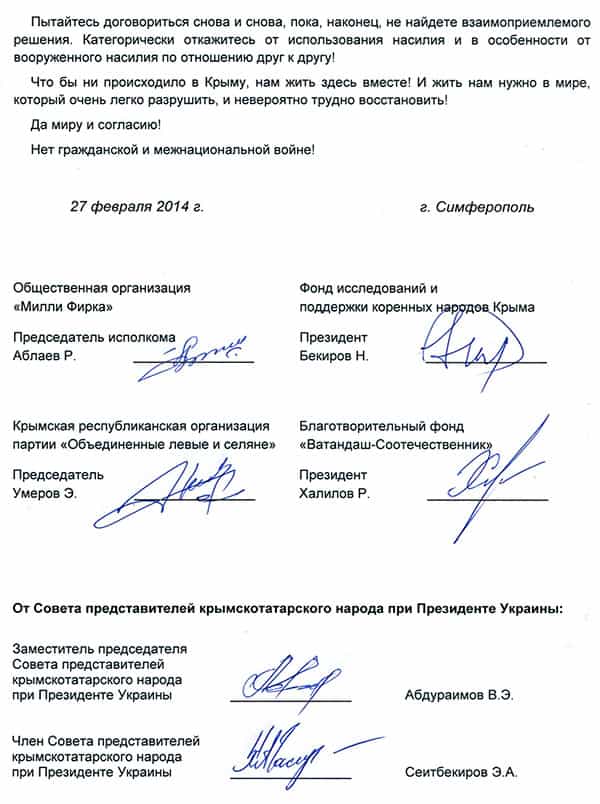 Пытайтесь договориться снова и снова, пока, наконец, не найдете взаимоприемлемого
решения. Категорически откажитесь от использования насилия и в особенности от
вооруженного насилия по отношению друг к другу!
Что бы ни происходило в Крыму, нам жить здесь вместе! И жить нам нужно в мире,
который очень легко разрушить, и невероятно трудно восстановить!
Да миру и согласию!
Нет гражданской и межнациональной войне!
27 февраля 2014 г. г. Симферополь
Общественная организация
«Милли Фирка»
Председатель исполкома
Аблаев Р.
Фонд исследований и
поддержки коренных народов Крыма
Президент
Бекиров Н.
Крымская республиканская организация
партии «Объединенные левые и селяне»
Председатель
Умеров Э.
Благотворительный фонд
«Ватандаш-Соотечественник»
Президент
Халилов Р.
От Совета представителей крымскотатарского народа при Президенте Украины:
Заместитель председателя
Совета представителей
крымскотатарского народа
при Президенте Украины Абдураимов В.Э.
Член Совета представителей
крымскотатарского народа
при Президенте Украины Сеитбекиров Э.А.